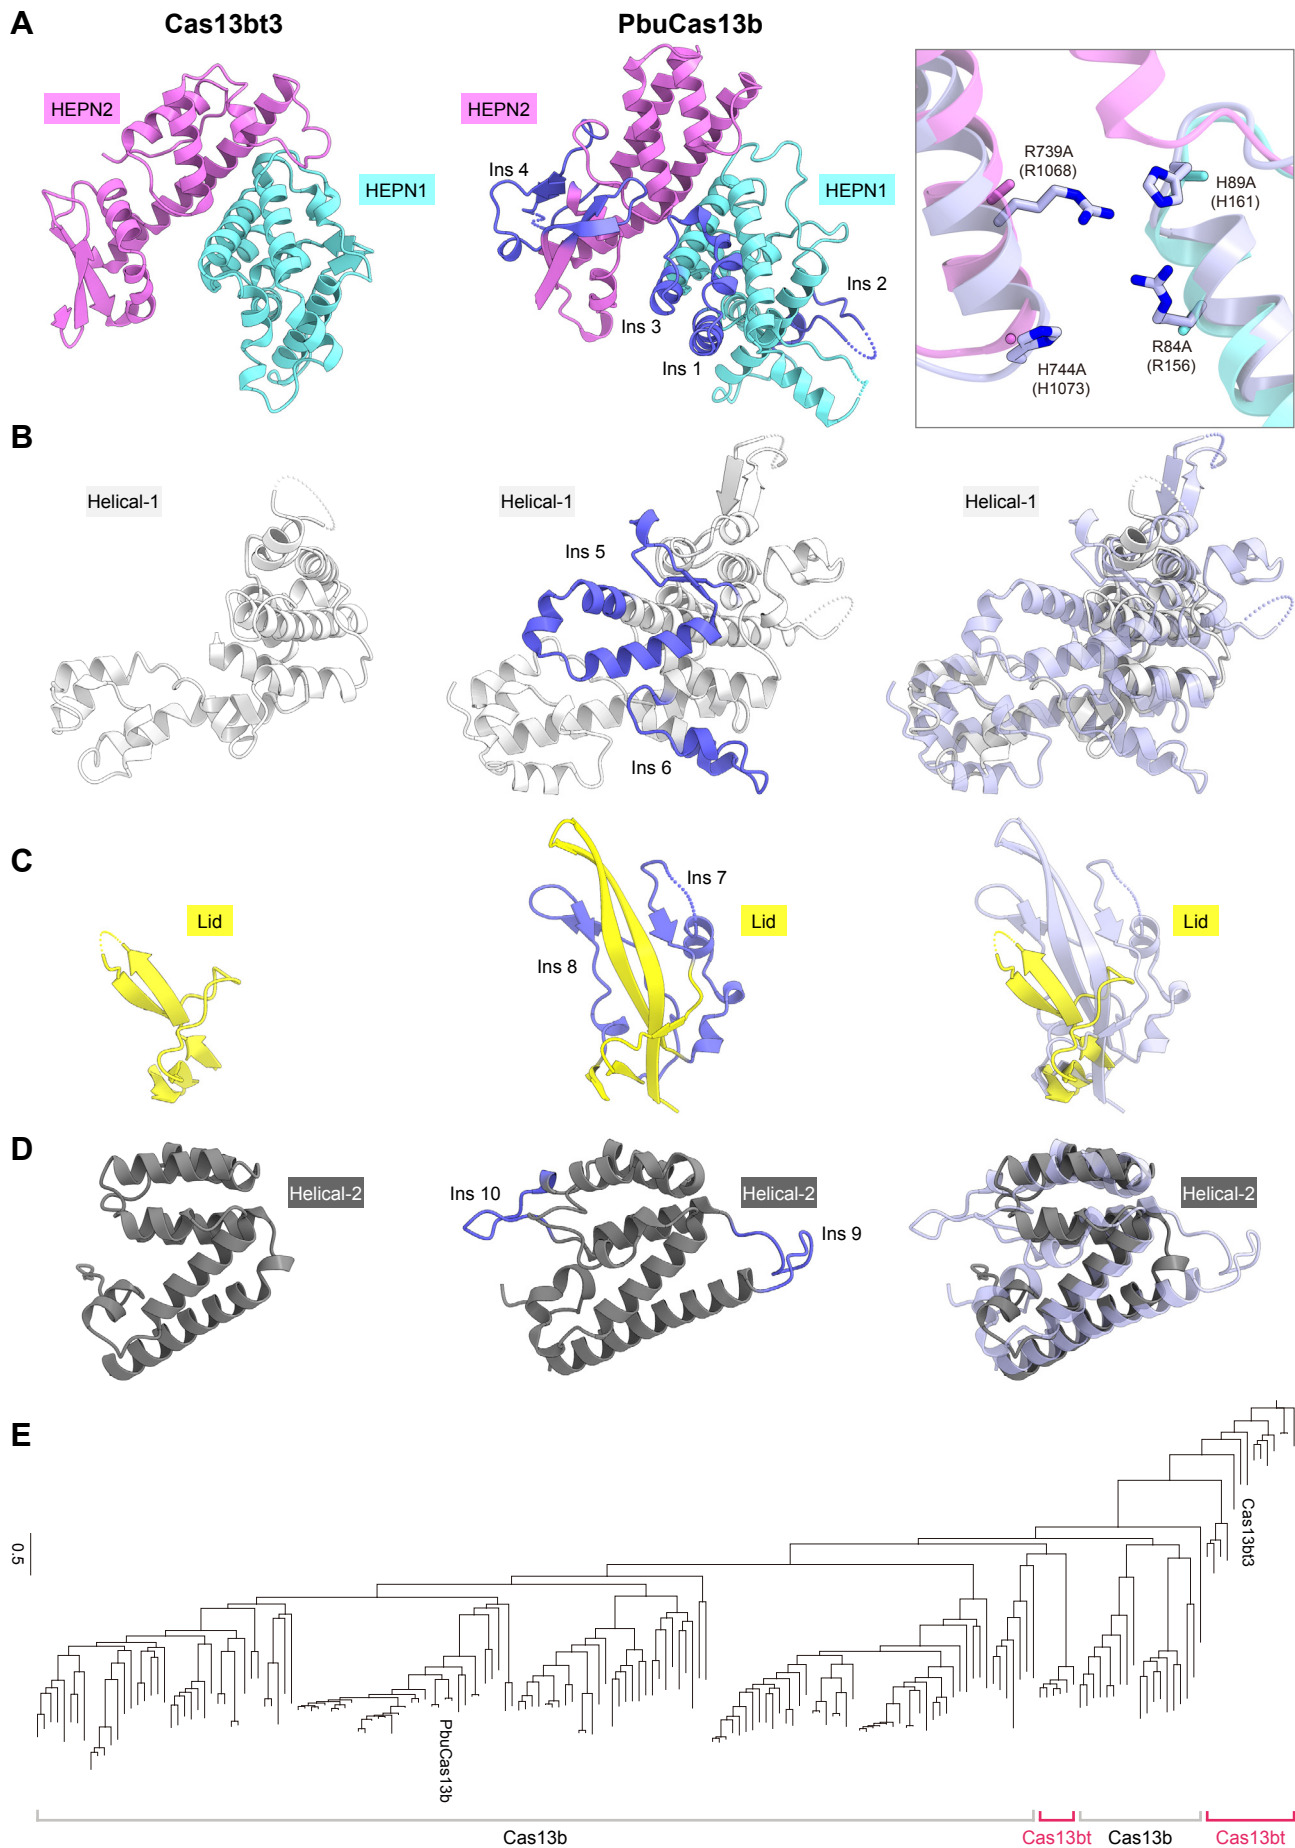 A
Cas13bt3
PbuCas13b
HEPN2
HEPN1
HEPN2
Ins 4
HEPN1
Ins 2
Ins 3
Ins 1
R739A
(R1068)
H89A
(H161)
H744A
(H1073)
R84A
(R156)
B
Helical-1
Helical-1
Ins 5
Ins 6
Helical-1
C
Lid
Ins 7
Lid
Ins 8
Lid
D
Helical-2
Ins 10
Helical-2
Ins 9
Helical-2
E
0.5
Cas13bt3
PbuCas13b
Cas13b
Cas13bt
Cas13b
Cas13bt